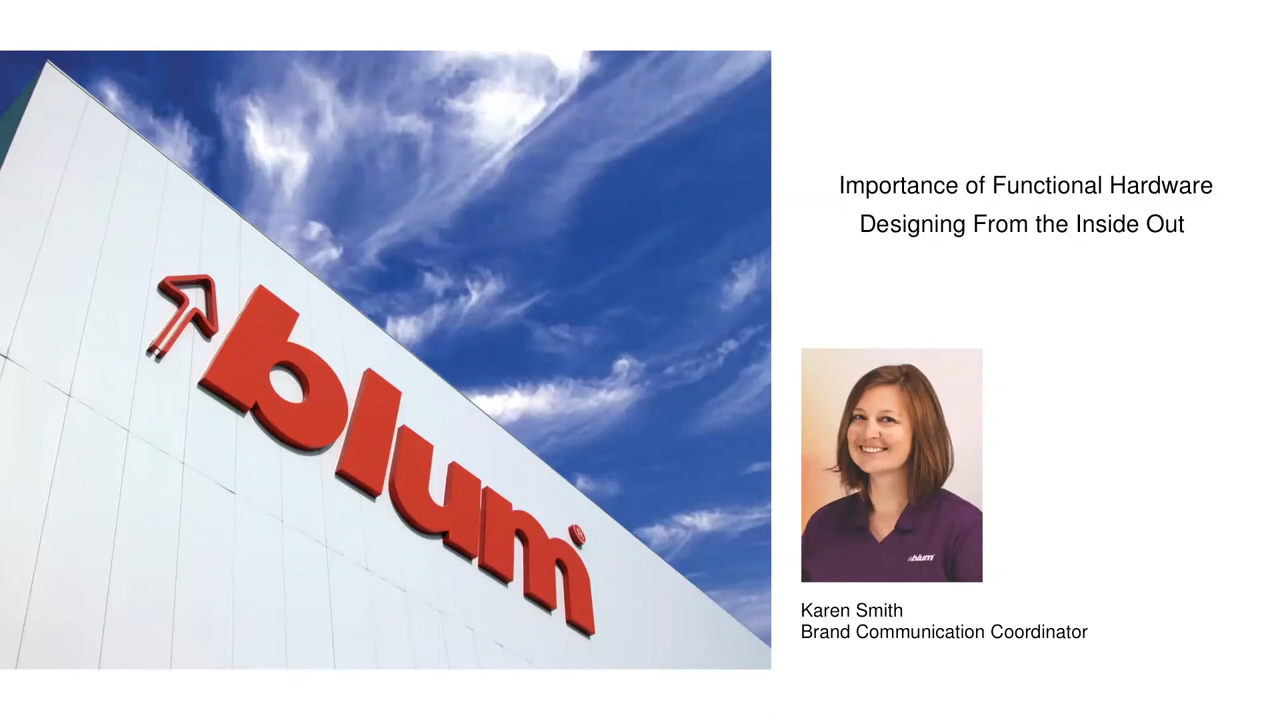 blum®
Importance of Functional Hardware
Designing From the Inside Out
blum
Karen Smith
Brand Communication Coordinator